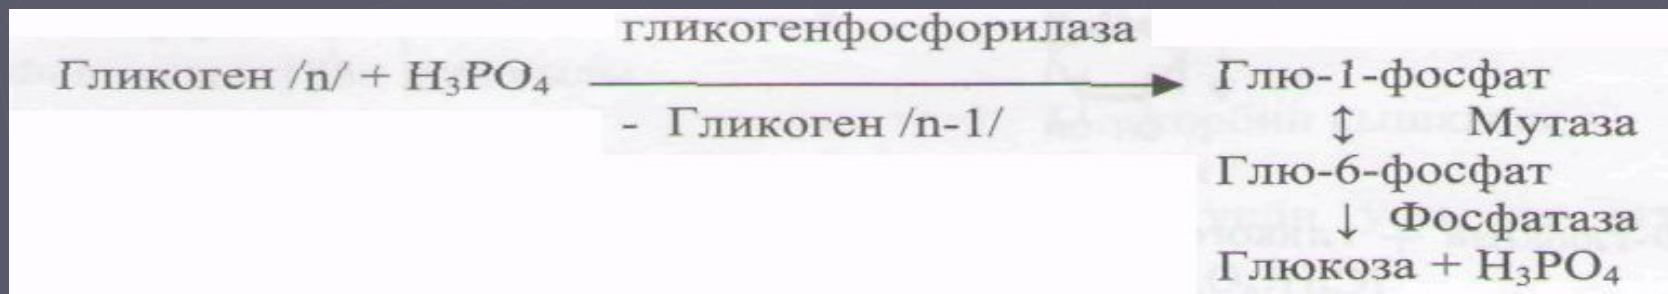 гликогенфосфорилаза
Гликоген /n/ + H₃PO₄ → Глю-1-фосфат
- Гликоген /n-1/ ↕ Мутаза
Глю-6-фосфат
↓ Фосфатаза
Глюкоза + H₃PO₄